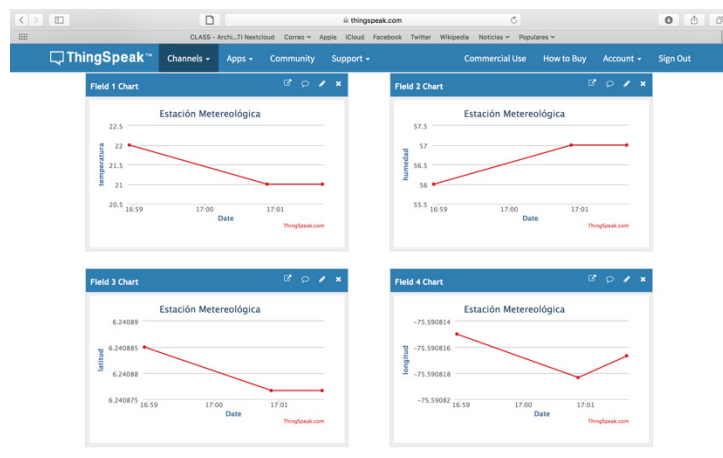 thingspeak.com
CLASS - Archi...TI Nextcloud Correo Apple iCloud Facebook Twitter Wikipedia Noticias Populares
ThingSpeak™ Channels Apps Community Support Commercial Use How to Buy Account Sign Out
Field 1 Chart
Estación Metereológica
22.5
22
21.5
21
20.5
temperatura
16:59 17:00 17:01
Date
ThingSpeak.com
Field 2 Chart
Estación Metereológica
57.5
57
56.5
56
55.5
humedad
16:59 17:00 17:01
Date
ThingSpeak.com
Field 3 Chart
Estación Metereológica
6.24089
6.240885
6.24088
6.240875
latitud
16:59 17:00 17:01
Date
ThingSpeak.com
Field 4 Chart
Estación Metereológica
-75.590814
-75.590816
-75.590818
-75.59082
longitud
16:59 17:00 17:01
Date
ThingSpeak.com